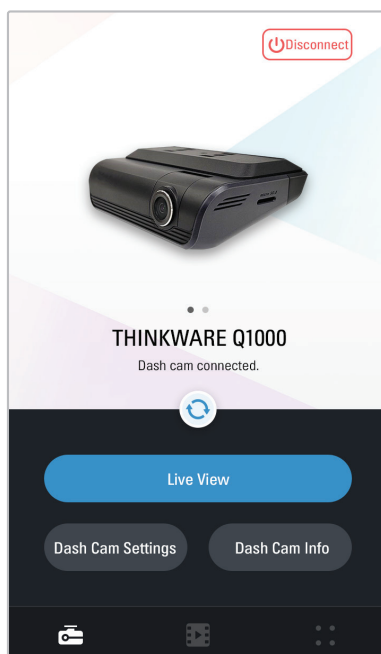 Disconnect
THINKWARE Q1000
Dash cam connected.
Live View
Dash Cam Settings
Dash Cam Info